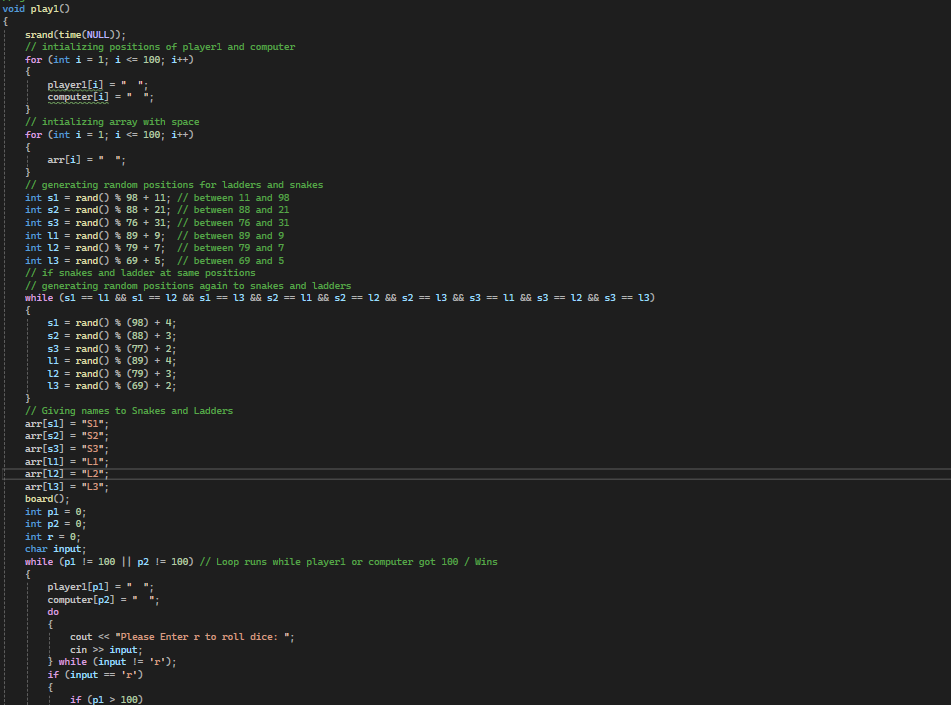 void play1()
{
srand(time(NULL));
// intializing positions of player1 and computer
for (int i = 1; i <= 100; i++)
{
player1[i] = "  ";
computer[i] = "  ";
}
// intializing array with space
for (int i = 1; i <= 100; i++)
{
arr[i] = "  ";
}
// generating random positions for ladders and snakes
int s1 = rand() % 98 + 11; // between 11 and 98
int s2 = rand() % 88 + 21; // between 88 and 21
int s3 = rand() % 76 + 31; // between 76 and 31
int l1 = rand() % 89 + 9;  // between 89 and 9
int l2 = rand() % 79 + 7;  // between 79 and 7
int l3 = rand() % 69 + 5;  // between 69 and 5
// if snakes and ladder at same positions
// generating random positions again to snakes and ladders
while (s1 == l1 && s1 == l2 && s1 == l3 && s2 == l1 && s2 == l2 && s2 == l3 && s3 == l1 && s3 == l2 && s3 == l3)
{
s1 = rand() % (98) + 4;
s2 = rand() % (88) + 3;
s3 = rand() % (77) + 2;
l1 = rand() % (89) + 4;
l2 = rand() % (79) + 3;
l3 = rand() % (69) + 2;
}
// Giving names to Snakes and Ladders
arr[s1] = "S1";
arr[s2] = "S2";
arr[s3] = "S3";
arr[l1] = "L1";
arr[l2] = "L2";
arr[l3] = "L3";
board();
int p1 = 0;
int p2 = 0;
int r = 0;
char input;
while (p1 != 100 || p2 != 100) // Loop runs while player1 or computer got 100 / Wins
{
player1[p1] = "  ";
computer[p2] = "  ";
do
{
cout << "Please Enter r to roll dice: ";
cin >> input;
} while (input != 'r');
if (input == 'r')
{
if (p1 > 100)